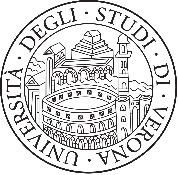 · UNIVERSITÀ · DEGLI · STUDI · DI · VERONA